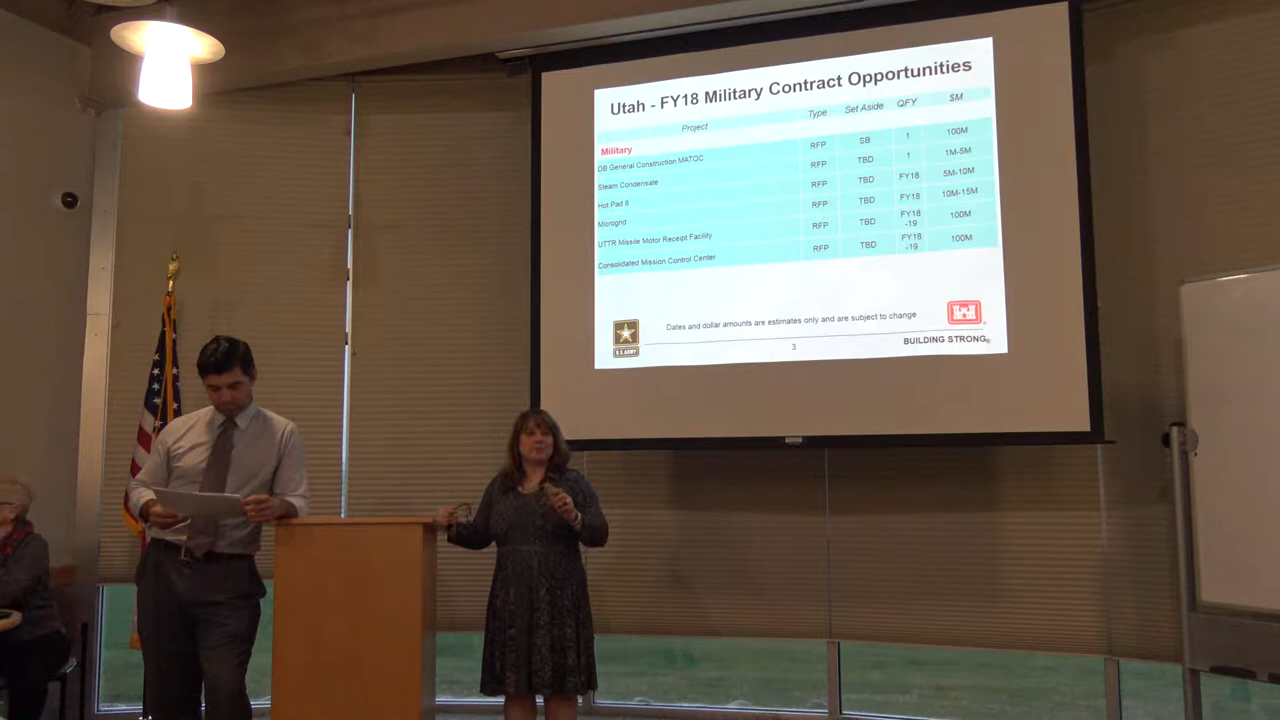 Utah - FY18 Military Contract Opportunities
Project Type Set Aside QFY $M
Military
DB General Construction MATOC RFP SB 1 100M
Steam Condensate RFP TBD 1 1M-5M
Hot Pad 8 RFP TBD FY18 5M-10M
Microgrid RFP TBD FY18 10M-15M
UTTR Missile Motor Receipt Facility RFP TBD FY18 -19 100M
Consolidated Mission Control Center RFP TBD FY18 -19 100M
Dates and dollar amounts are estimates only and are subject to change
U.S. ARMY
3
BUILDING STRONG®